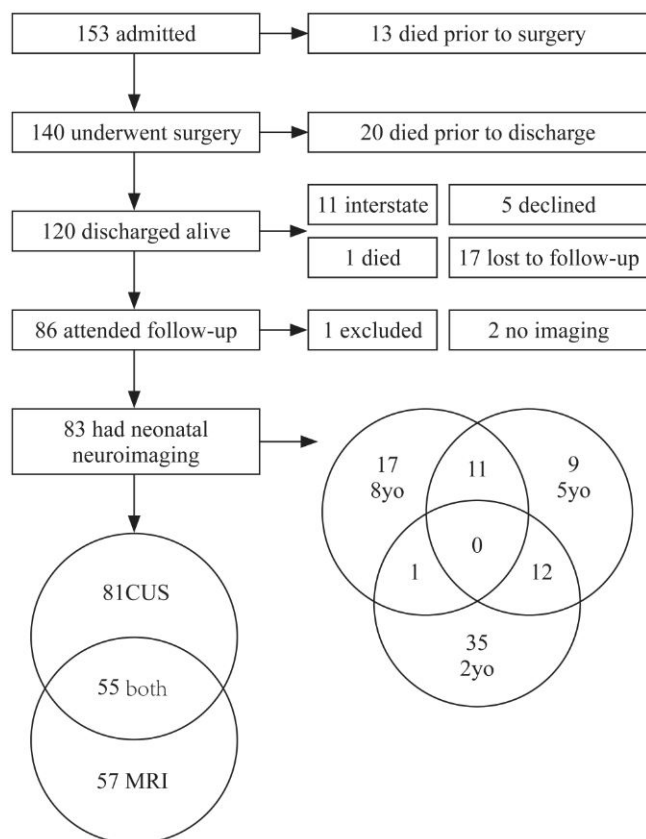 153 admitted
13 died prior to surgery
140 underwent surgery
20 died prior to discharge
120 discharged alive
11 interstate
5 declined
1 died
17 lost to follow-up
86 attended follow-up
1 excluded
2 no imaging
83 had neonatal
neuroimaging
17
8yo
11
9
5yo
0
1
12
35
2yo
81CUS
55 both
57 MRI